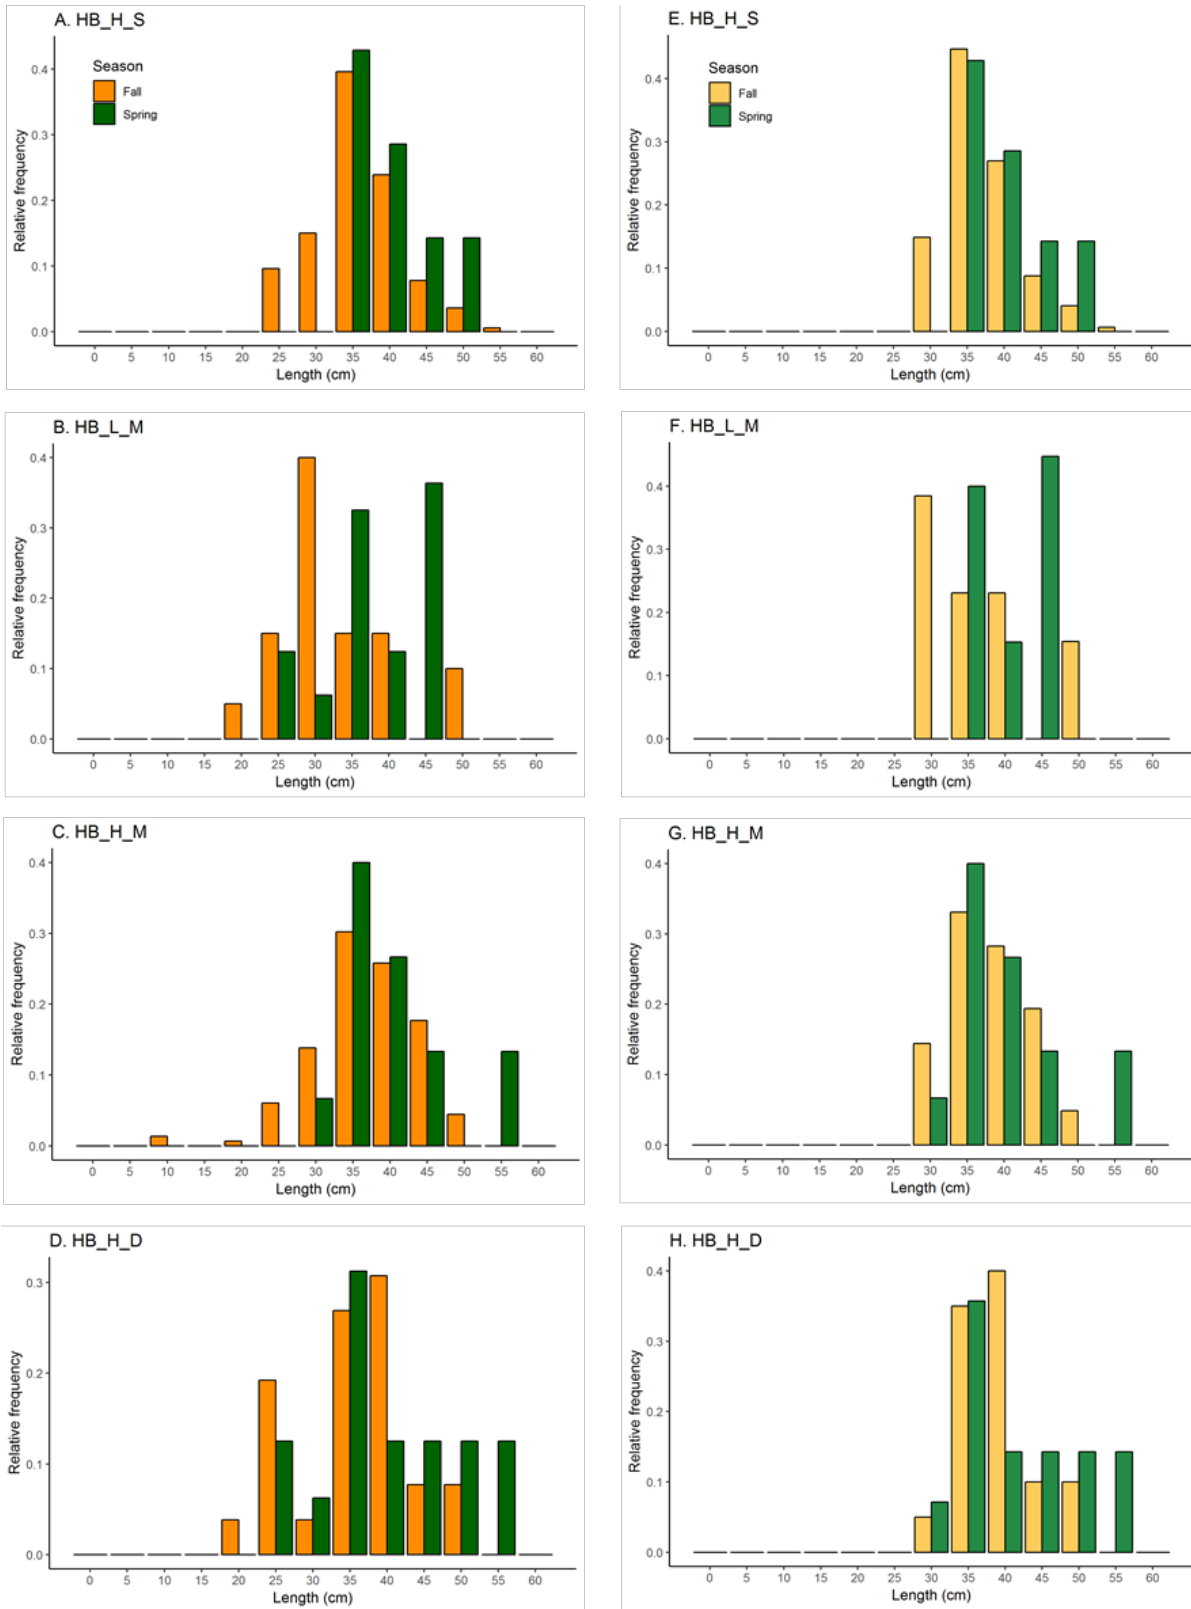 A. HB_H_S
Season
Fall
Spring
Relative frequency
0.4
0.3
0.2
0.1
0.0
0 5 10 15 20 25 30 35 40 45 50 55 60
Length (cm)
E. HB_H_S
Season
Fall
Spring
Relative frequency
0.4
0.3
0.2
0.1
0.0
0 5 10 15 20 25 30 35 40 45 50 55 60
Length (cm)
B. HB_L_M
Relative frequency
0.4
0.3
0.2
0.1
0.0
0 5 10 15 20 25 30 35 40 45 50 55 60
Length (cm)
F. HB_L_M
Relative frequency
0.4
0.3
0.2
0.1
0.0
0 5 10 15 20 25 30 35 40 45 50 55 60
Length (cm)
C. HB_H_M
Relative frequency
0.4
0.3
0.2
0.1
0.0
0 5 10 15 20 25 30 35 40 45 50 55 60
Length (cm)
G. HB_H_M
Relative frequency
0.4
0.3
0.2
0.1
0.0
0 5 10 15 20 25 30 35 40 45 50 55 60
Length (cm)
D. HB_H_D
Relative frequency
0.3
0.2
0.1
0.0
0 5 10 15 20 25 30 35 40 45 50 55 60
Length (cm)
H. HB_H_D
Relative frequency
0.4
0.3
0.2
0.1
0.0
0 5 10 15 20 25 30 35 40 45 50 55 60
Length (cm)